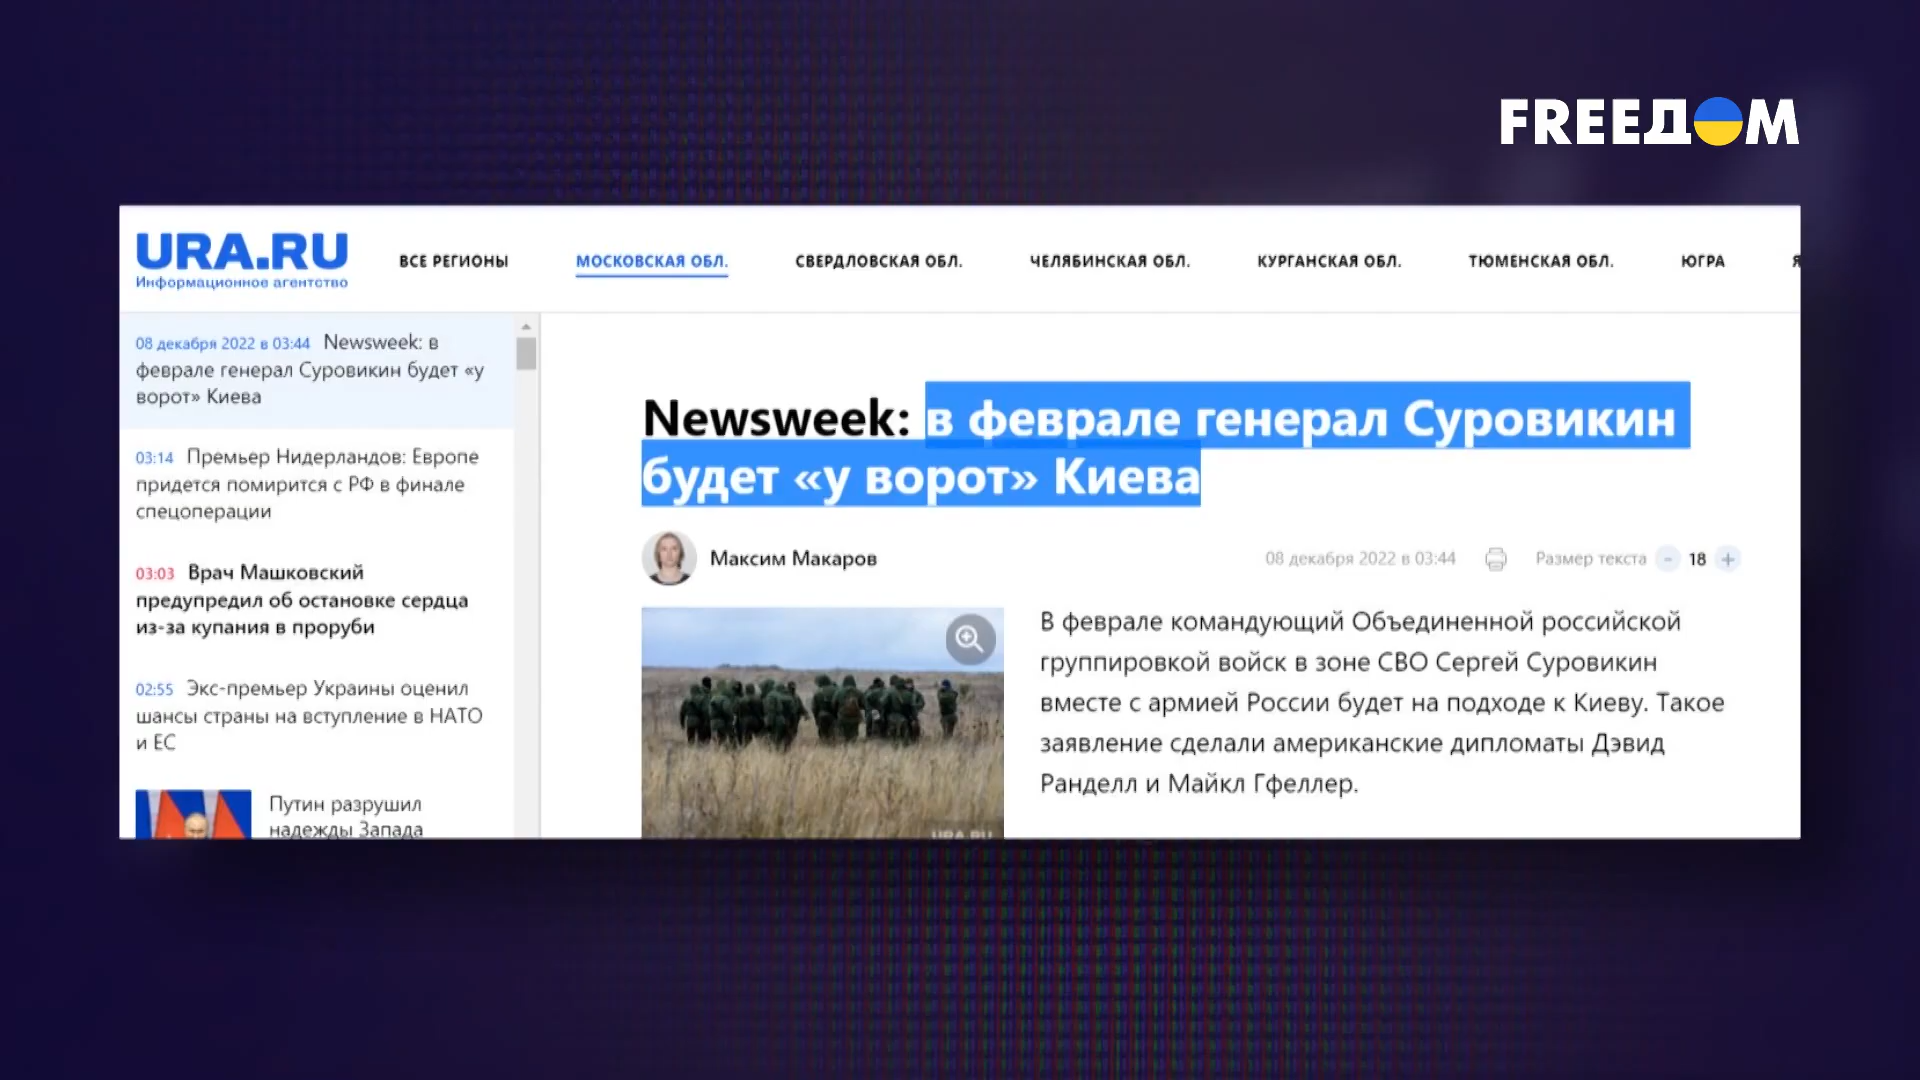 FREEДOM
URA.RU
Информационное агентство
ВСЕ РЕГИОНЫ МОСКОВСКАЯ ОБЛ. СВЕРДЛОВСКАЯ ОБЛ. ЧЕЛЯБИНСКАЯ ОБЛ. КУРГАНСКАЯ ОБЛ. ТЮМЕНСКАЯ ОБЛ. ЮГРА
08 декабря 2022 в 03:44 Newsweek: в
феврале генерал Суровикин будет «у
ворот» Киева
03:14 Премьер Нидерландов: Европе
придется помирится с РФ в финале
спецоперации
03:03 Врач Машковский
предупредил об остановке сердца
из-за купания в проруби
02:55 Экс-премьер Украины оценил
шансы страны на вступление в НАТО
и ЕС
Путин разрушил
надежды Запада
Newsweek: в феврале генерал Суровикин
будет «у ворот» Киева
Максим Макаров
08 декабря 2022 в 03:44 Размер текста - 18 +
В феврале командующий Объединенной российской
группировкой войск в зоне СВО Сергей Суровикин
вместе с армией России будет на подходе к Киеву. Такое
заявление сделали американские дипломаты Дэвид
Ранделл и Майкл Гфеллер.
URA.RU